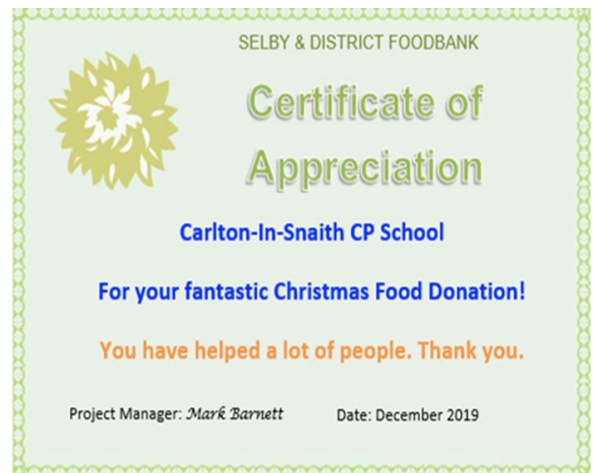 SELBY & DISTRICT FOODBANK
Certificate of
Appreciation
Carlton-In-Snaith CP School
For your fantastic Christmas Food Donation!
You have helped a lot of people. Thank you.
Project Manager: Mark Barnett Date: December 2019